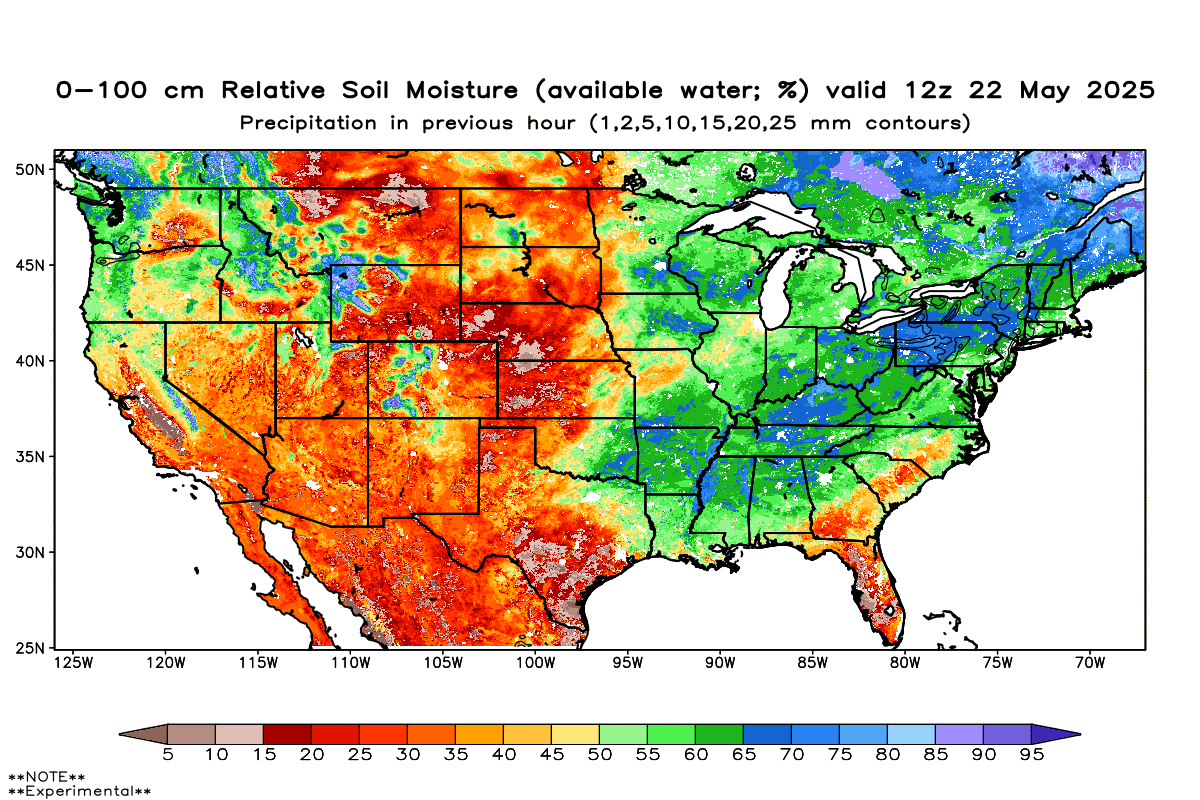 0-100 cm Relative Soil Moisture (available water; %) valid 12z 22 May 2025
Precipitation in previous hour (1,2,5,10,15,20,25 mm contours)
50N
45N
40N
35N
30N
25N
125W 120W 115W 110W 105W 100W 95W 90W 85W 80W 75W 70W
5 10 15 20 25 30 35 40 45 50 55 60 65 70 75 80 85 90 95
**NOTE**
**Experimental**